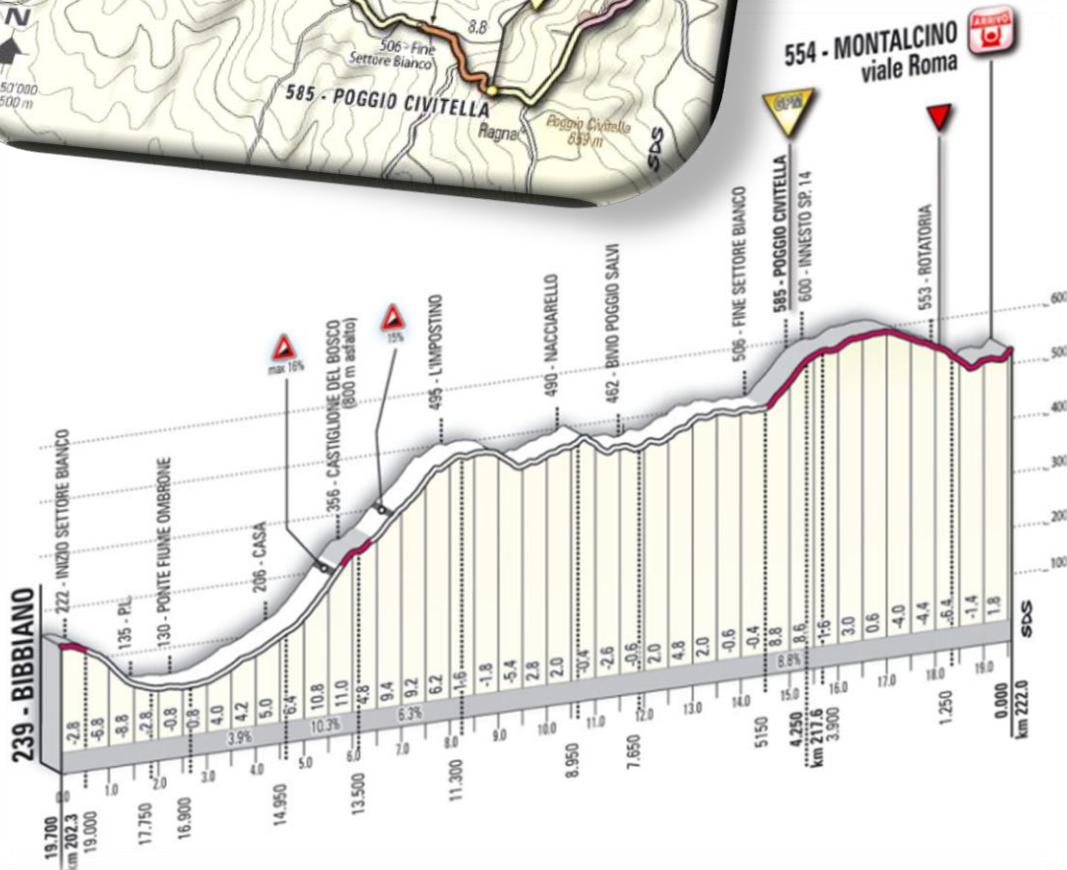 N
50'000
500 m
506 - Fine
Settore Bianco
8.8
585 - POGGIO CIVITELLA
Ragnaie
Poggio Civitella
659 m
SDS
554 - MONTALCINO
viale Roma
ARRIVO
GPM
239 - BIBBIANO
222 - INIZIO SETTORE BIANCO
135 - P.L.
130 - PONTE FIUME OMBRONE
206 - CASA
max 16%
356 - CASTIGLIONE DEL BOSCO
(800 m asfalto)
15%
495 - L'IMPOSTINO
490 - NACCIARELLO
462 - BIVIO POGGIO SALVI
506 - FINE SETTORE BIANCO
585 - POGGIO CIVITELLA
600 - INNESTO SP. 14
553 - ROTATORIA
600
500
400
300
200
100
-2.8
-6.8
-8.8
-2.8
-0.8
0.8
4.0
4.2
5.0
6.4
10.8
11.0
4.8
9.4
9.2
6.2
1.6
-1.8
-5.4
2.8
2.0
-0.4
-2.6
-0.6
2.0
4.8
2.0
-0.6
-0.4
8.8
8.6
1.6
3.0
0.6
-4.0
-4.4
-6.4
-1.4
1.8
SDS
3.9%
10.3%
6.3%
8.8%
0.0
1.0
2.0
3.0
4.0
5.0
6.0
7.0
8.0
9.0
10.0
11.0
12.0
13.0
14.0
15.0
16.0
17.0
18.0
19.0
19.700
km 202.3
19.000
17.750
16.900
14.950
13.500
11.300
8.950
7.650
5150
4.250
km 217.6
3.900
1.250
0.000
km 222.0